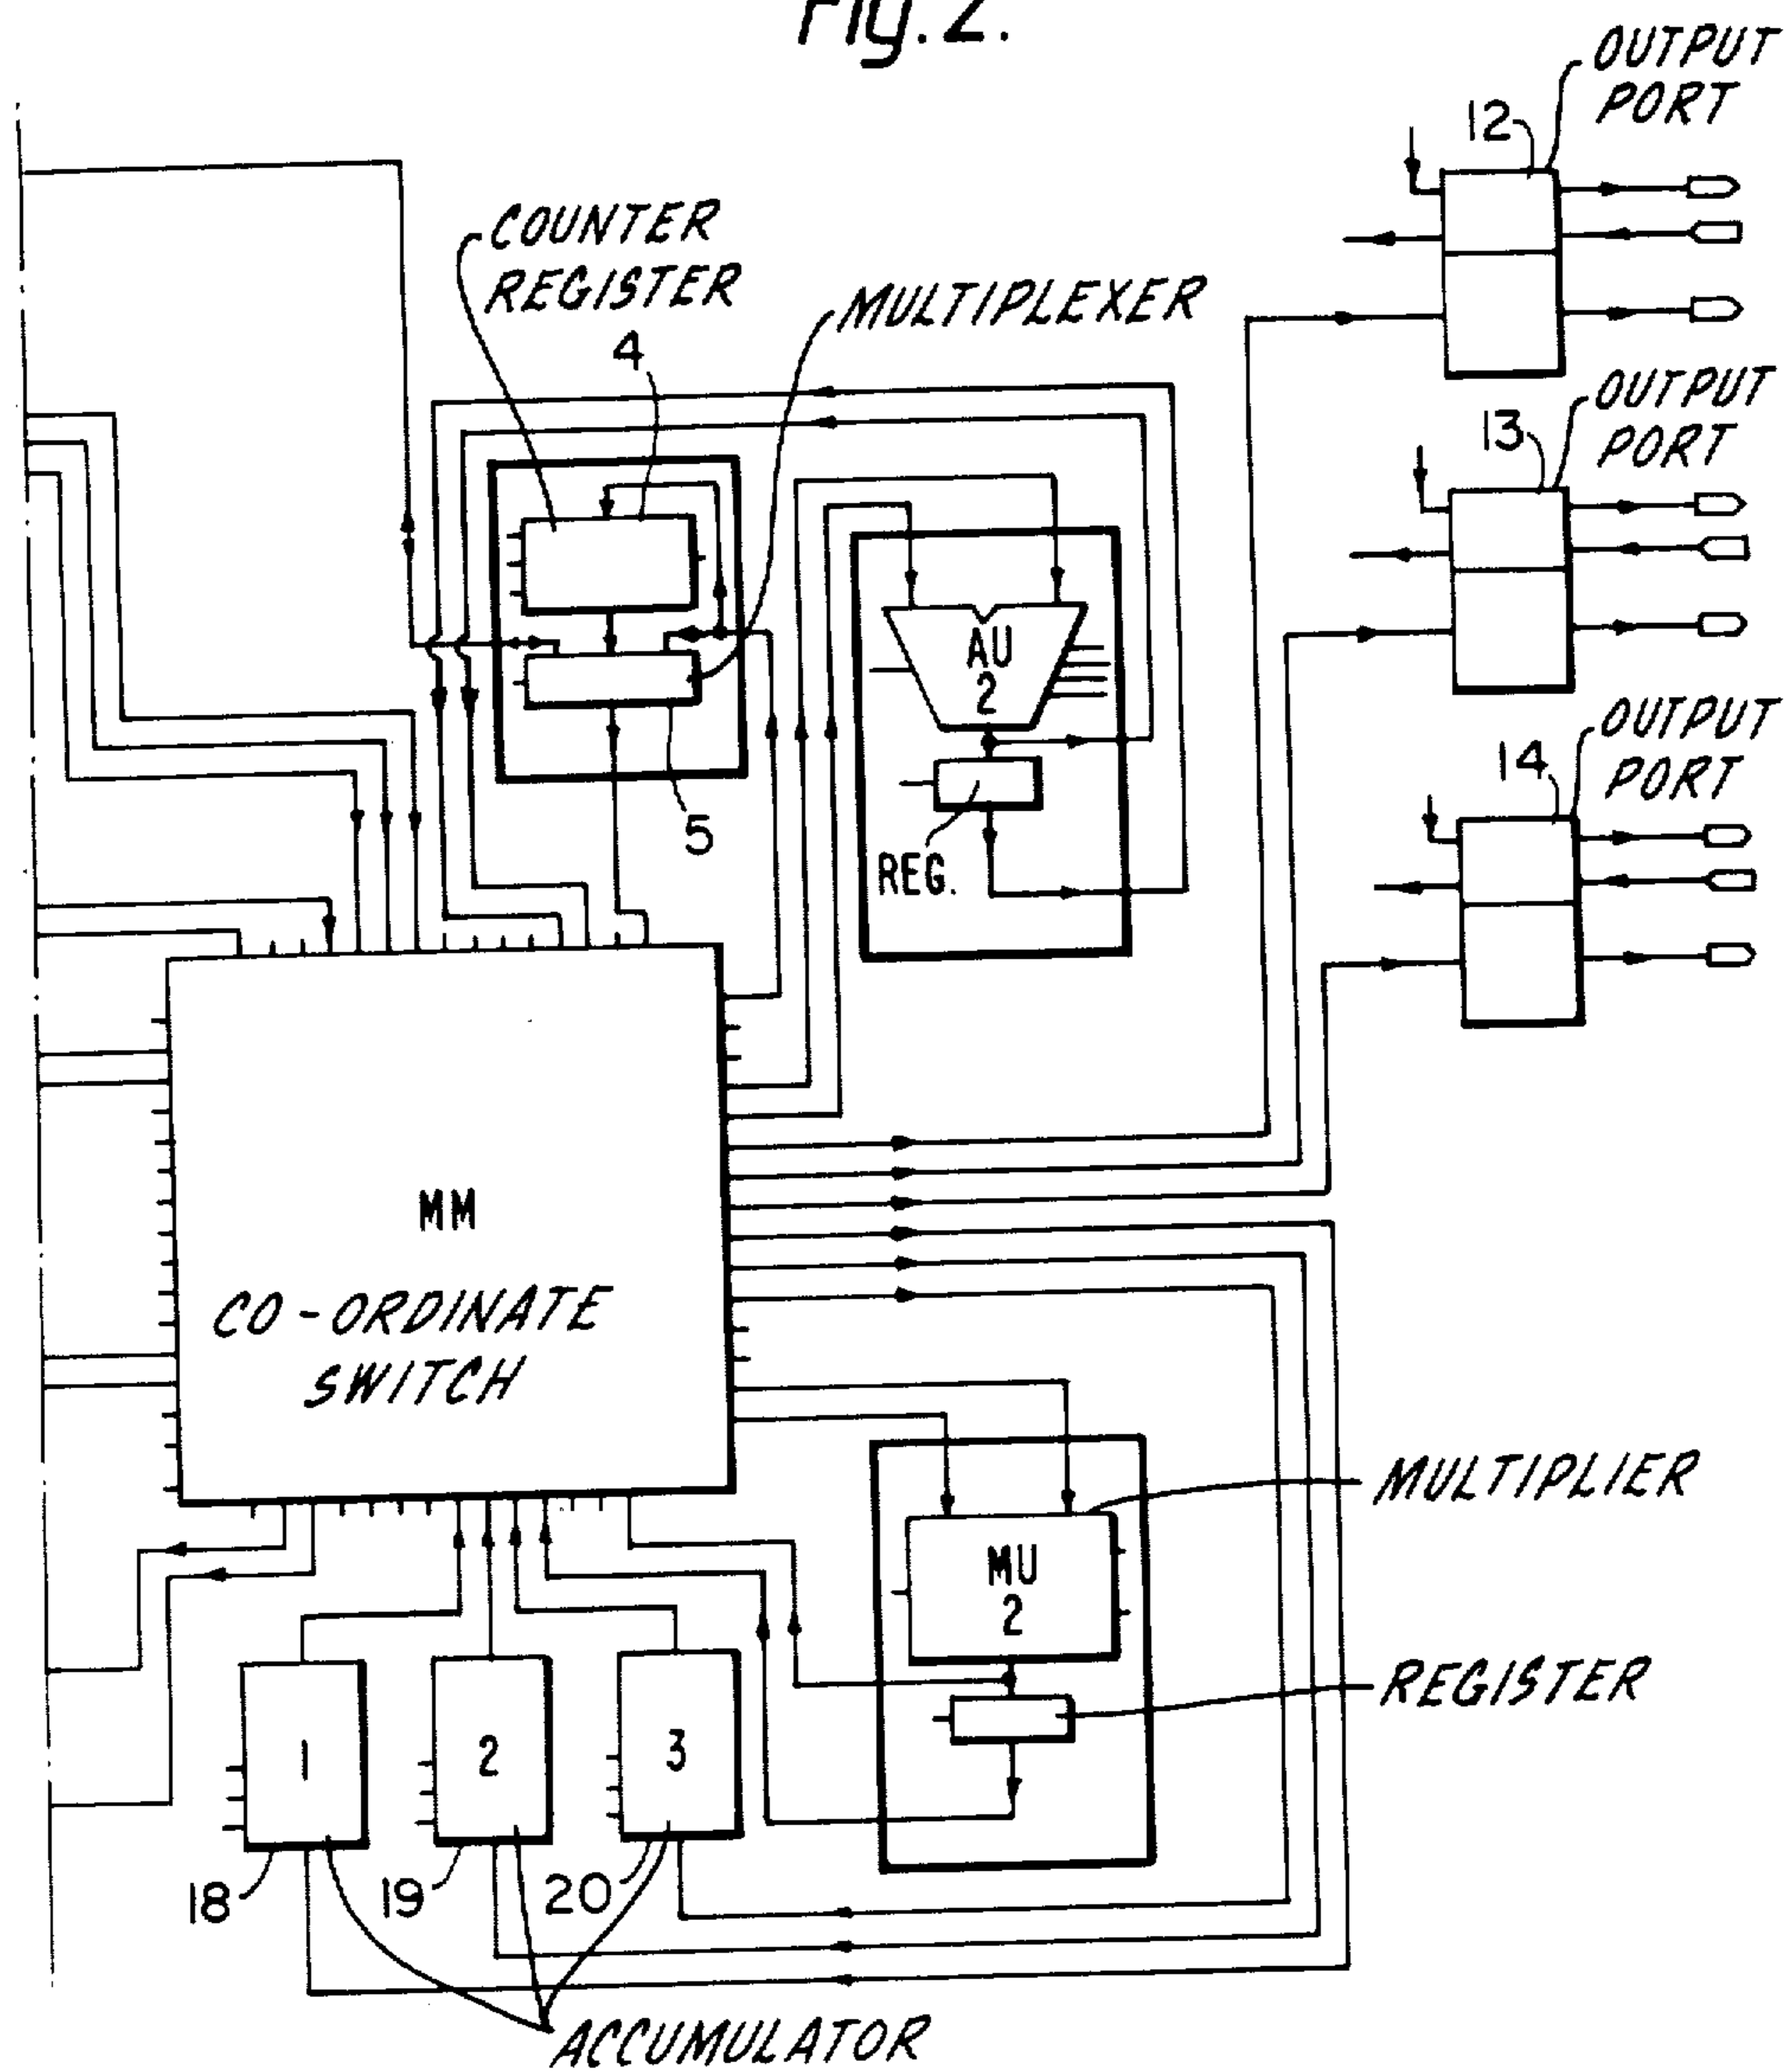 Fig. 2.
OUTPUT
PORT
12
COUNTER
REGISTER
MULTIPLEXER
4
OUTPUT
PORT
13
AU
2
OUTPUT
PORT
14
5
REG.
MM
CO-ORDINATE
SWITCH
MULTIPLIER
MU
2
REGISTER
1
2
3
18
19
20
ACCUMULATOR